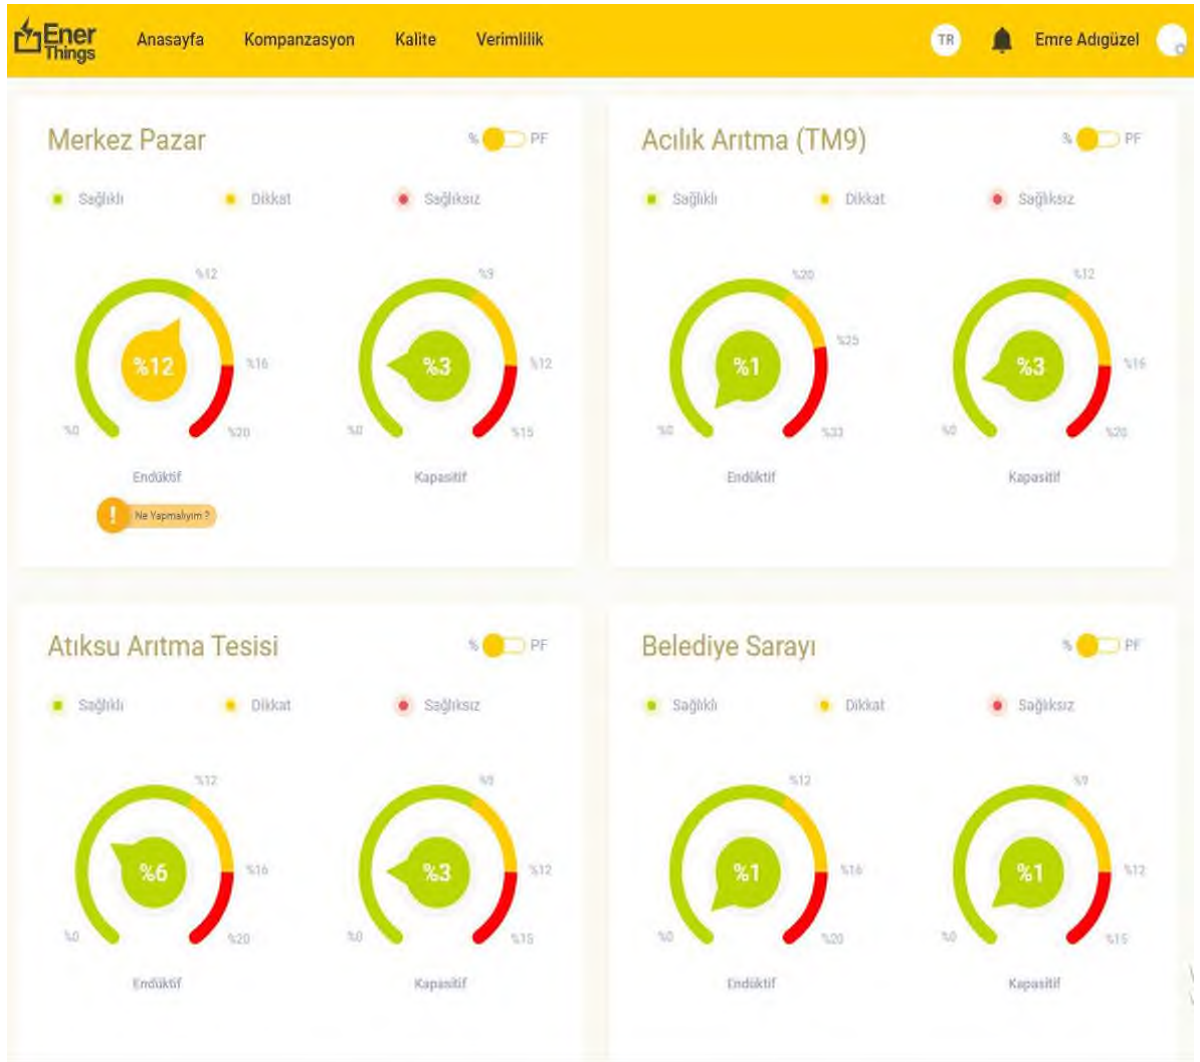 Ener Things
Anasayfa Kompanzasyon Kalite Verimlilik TR Emre Adıgüzel
Merkez Pazar % PF
Sağlıklı Dikkat Sağlıksız
%12
%16
%12
%0 %20
Endüktif
Ne Yapmalıyım ?
%9
%3
%12
%0 %15
Kapasitif
Acılık Arıtma (TM9) % PF
Sağlıklı Dikkat Sağlıksız
%20
%25
%1
%0 %33
Endüktif
%12
%3
%16
%0 %20
Kapasitif
Atıksu Arıtma Tesisi % PF
Sağlıklı Dikkat Sağlıksız
%12
%6
%16
%0 %20
Endüktif
%9
%3
%12
%0 %15
Kapasitif
Belediye Sarayı % PF
Sağlıklı Dikkat Sağlıksız
%12
%1
%16
%0 %20
Endüktif
%9
%1
%12
%0 %15
Kapasitif